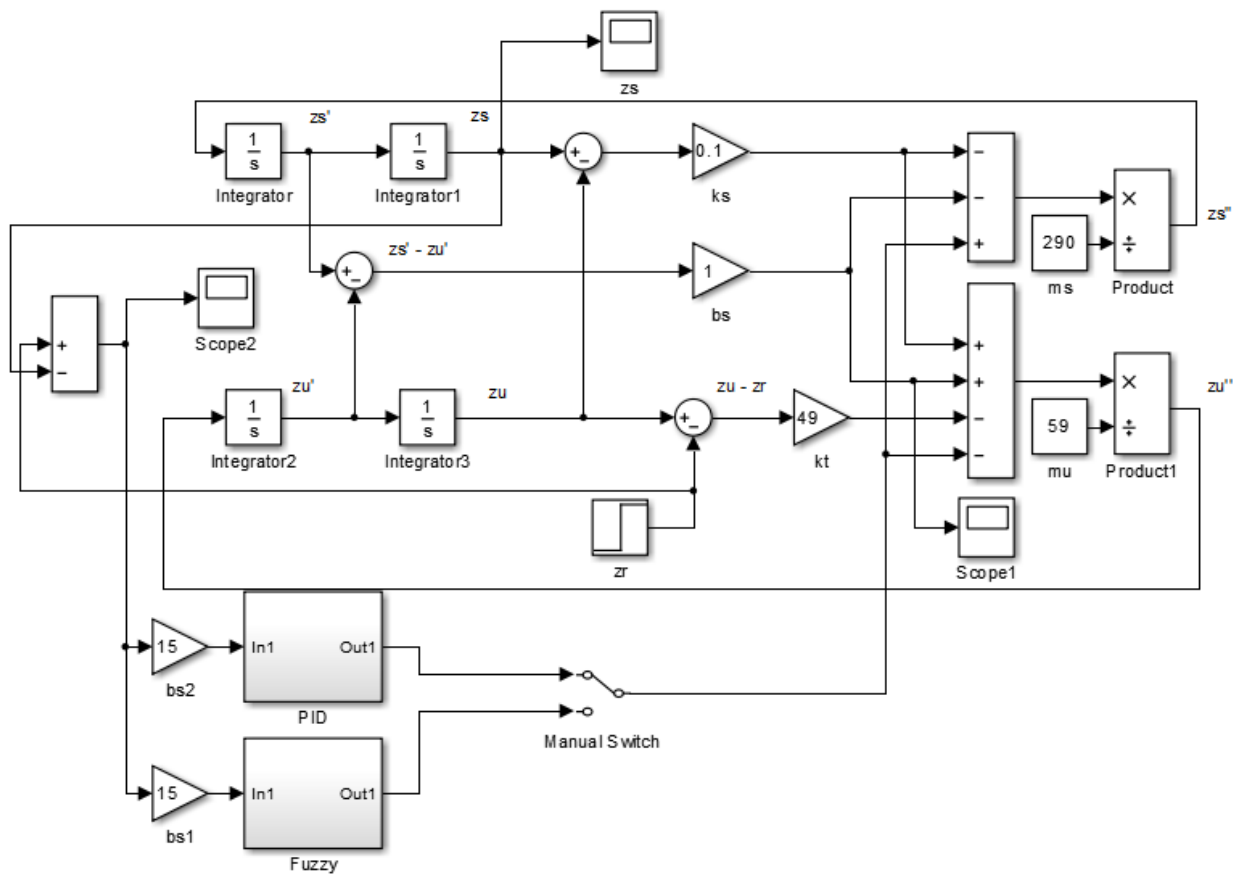 zs
zs'
zs
1
s
Integrator
1
s
Integrator1
+
−
0.1
ks
−
−
+
×
÷
Product
290
ms
zs''
zs' - zu'
+
−
1
bs
Scope2
+
−
zu'
zu
1
s
Integrator2
1
s
Integrator3
zu - zr
+
−
49
kt
+
+
−
−
×
÷
Product1
59
mu
zu''
zr
Scope1
15
bs2
In1
Out1
PID
Manual Switch
15
bs1
In1
Out1
Fuzzy